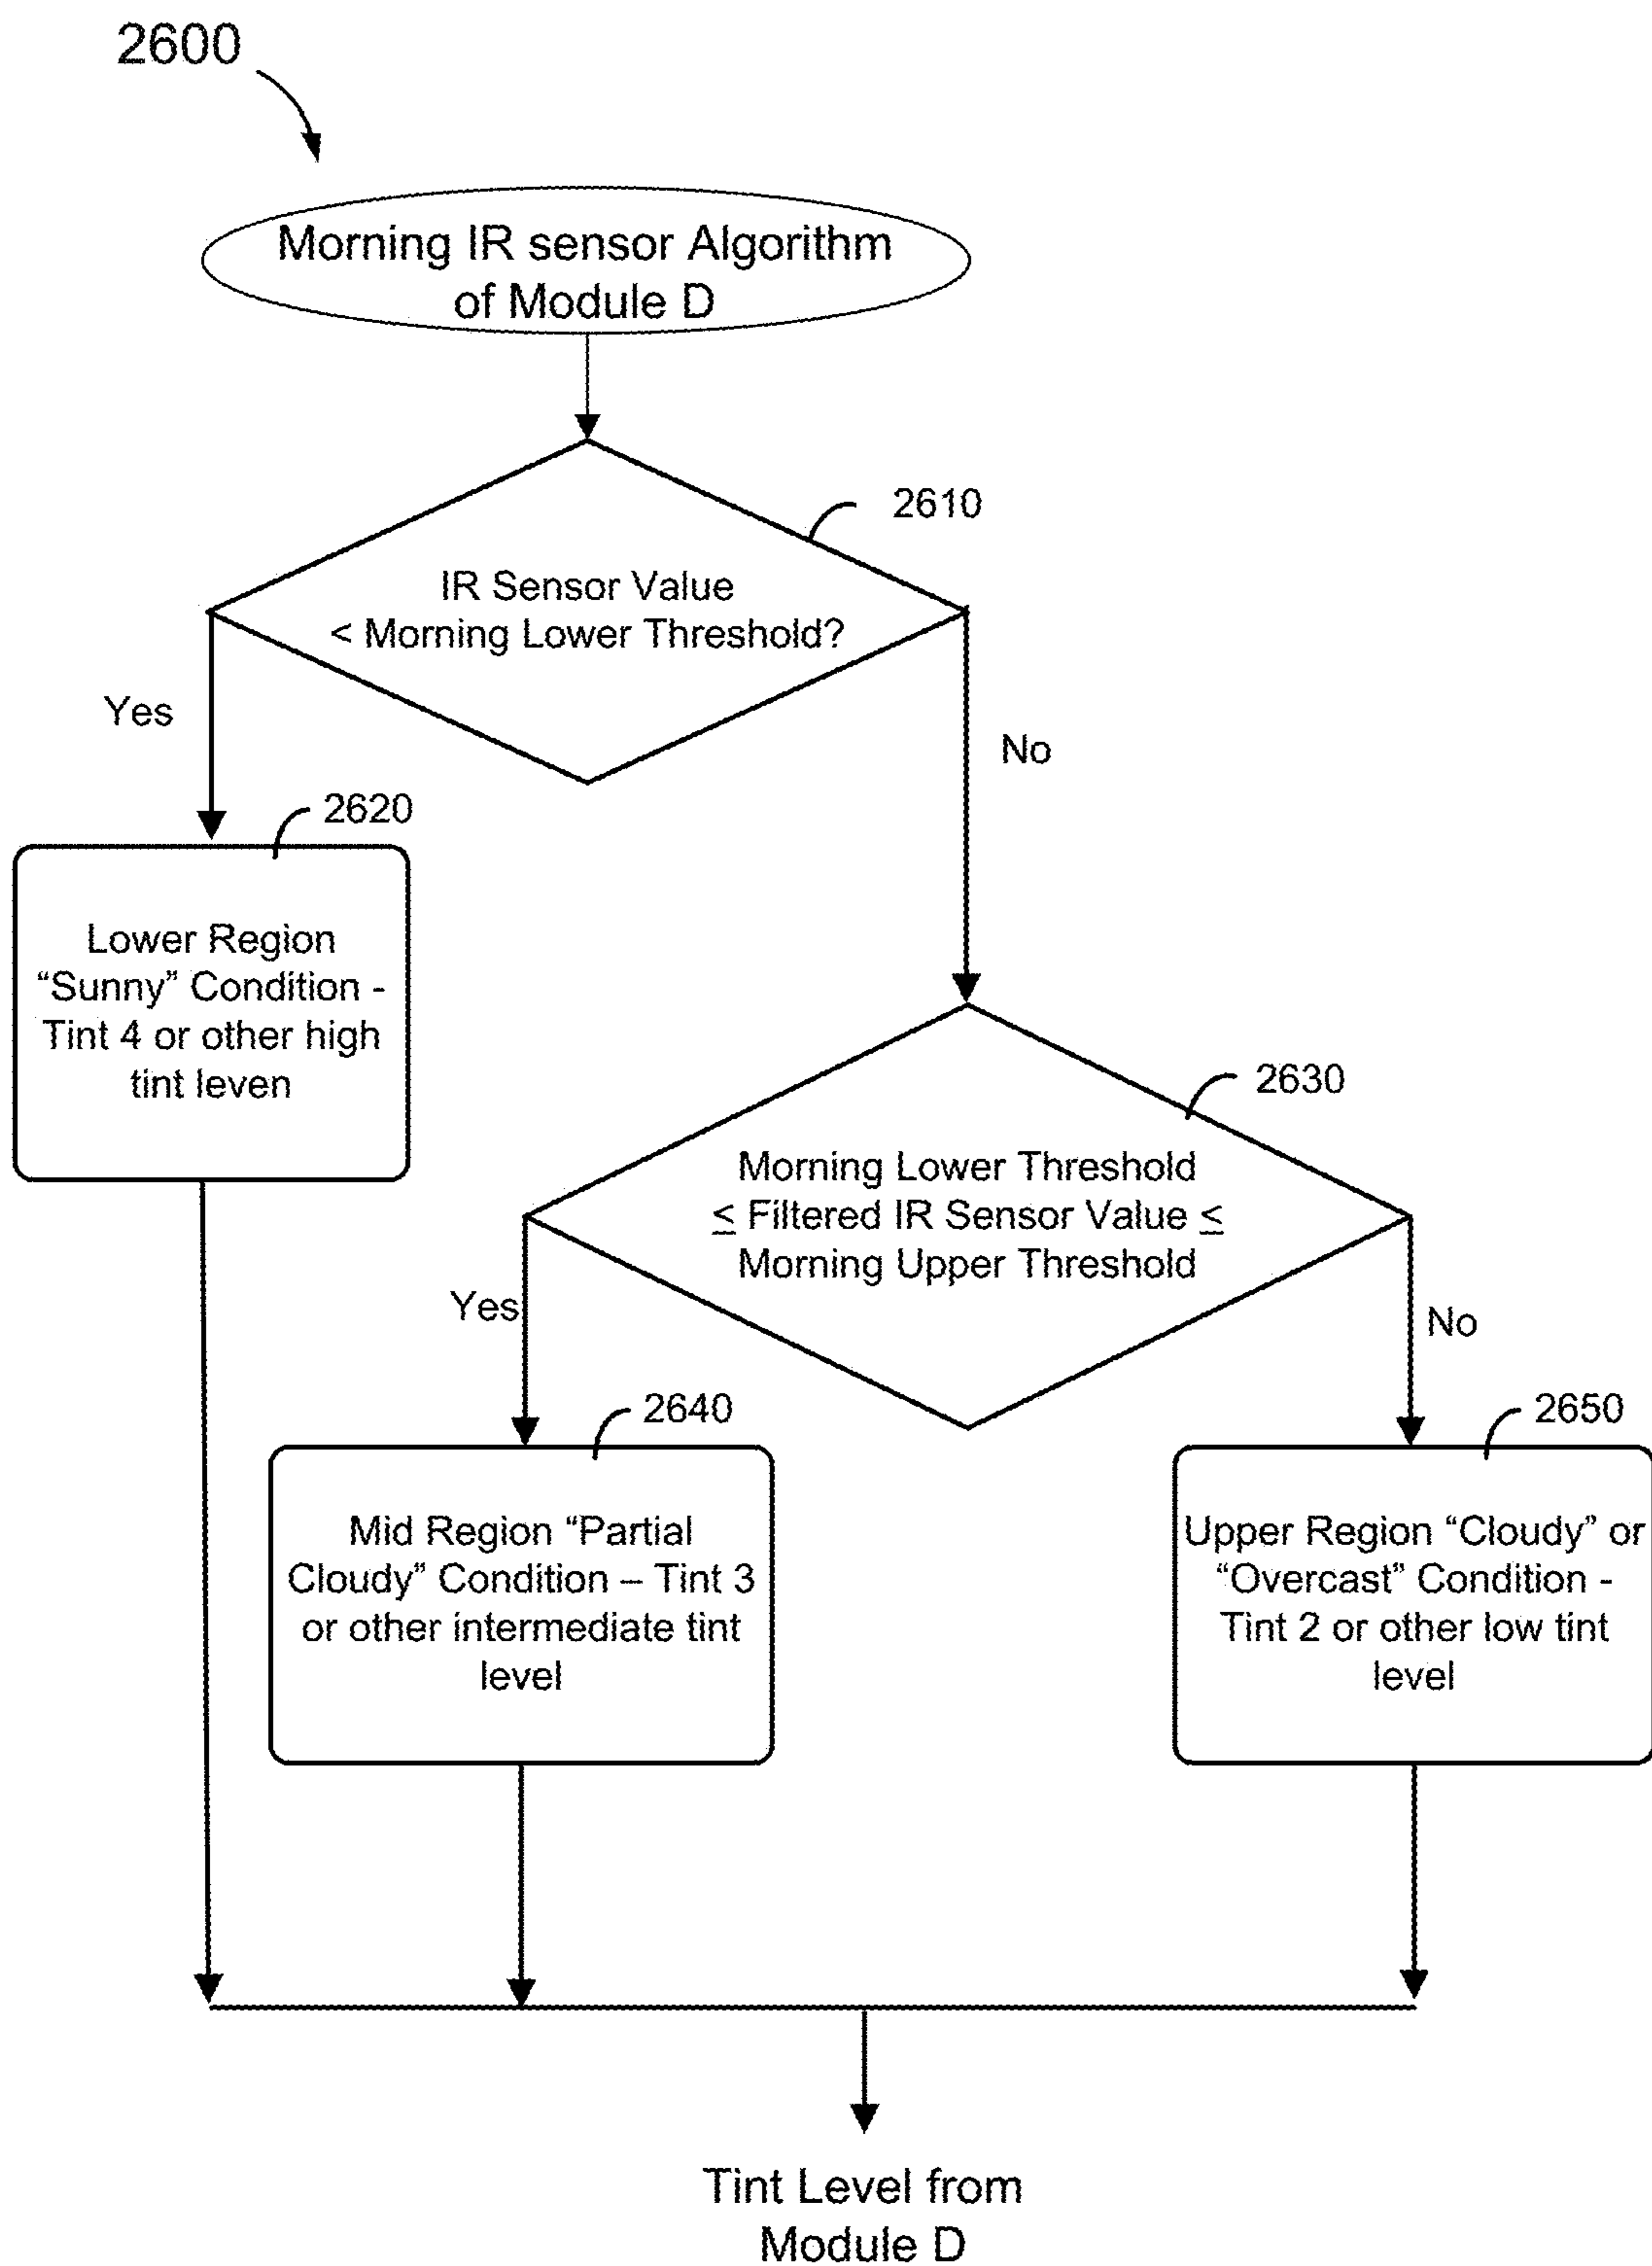 2600
Morning IR sensor Algorithm
of Module D
2610
IR Sensor Value
< Morning Lower Threshold?
Yes
No
2620
Lower Region
“Sunny” Condition -
Tint 4 or other high
tint leven
2630
Morning Lower Threshold
≤ Filtered IR Sensor Value ≤
Morning Upper Threshold
Yes
No
2640
Mid Region “Partial
Cloudy” Condition – Tint 3
or other intermediate tint
level
2650
Upper Region “Cloudy” or
“Overcast” Condition -
Tint 2 or other low tint
level
Tint Level from
Module D